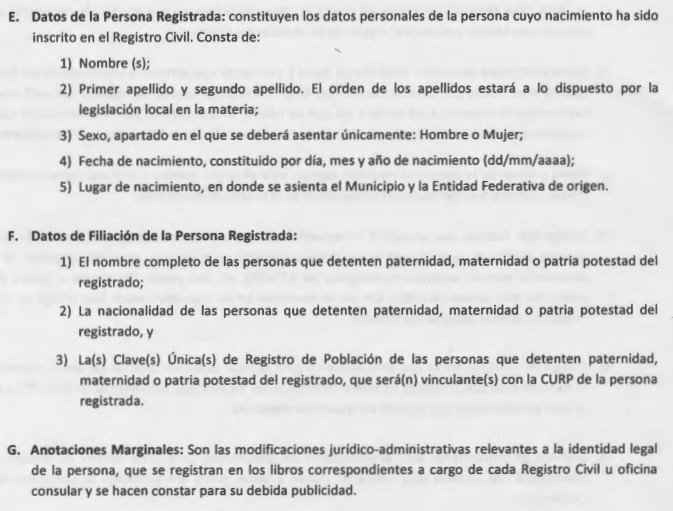 E. Datos de la Persona Registrada: constituyen los datos personales de la persona cuyo nacimiento ha sido
inscrito en el Registro Civil. Consta de:
1) Nombre (s);
2) Primer apellido y segundo apellido. El orden de los apellidos estará a lo dispuesto por la
legislación local en la materia;
3) Sexo, apartado en el que se deberá asentar únicamente: Hombre o Mujer;
4) Fecha de nacimiento, constituido por día, mes y año de nacimiento (dd/mm/aaaa);
5) Lugar de nacimiento, en donde se asienta el Municipio y la Entidad Federativa de origen.
F. Datos de Filiación de la Persona Registrada:
1) El nombre completo de las personas que detenten paternidad, maternidad o patria potestad del
registrado;
2) La nacionalidad de las personas que detenten paternidad, maternidad o patria potestad del
registrado, y
3) La(s) Clave(s) Única(s) de Registro de Población de las personas que detenten paternidad,
maternidad o patria potestad del registrado, que será(n) vinculante(s) con la CURP de la persona
registrada.
G. Anotaciones Marginales: Son las modificaciones jurídico-administrativas relevantes a la identidad legal
de la persona, que se registran en los libros correspondientes a cargo de cada Registro Civil u oficina
consular y se hacen constar para su debida publicidad.